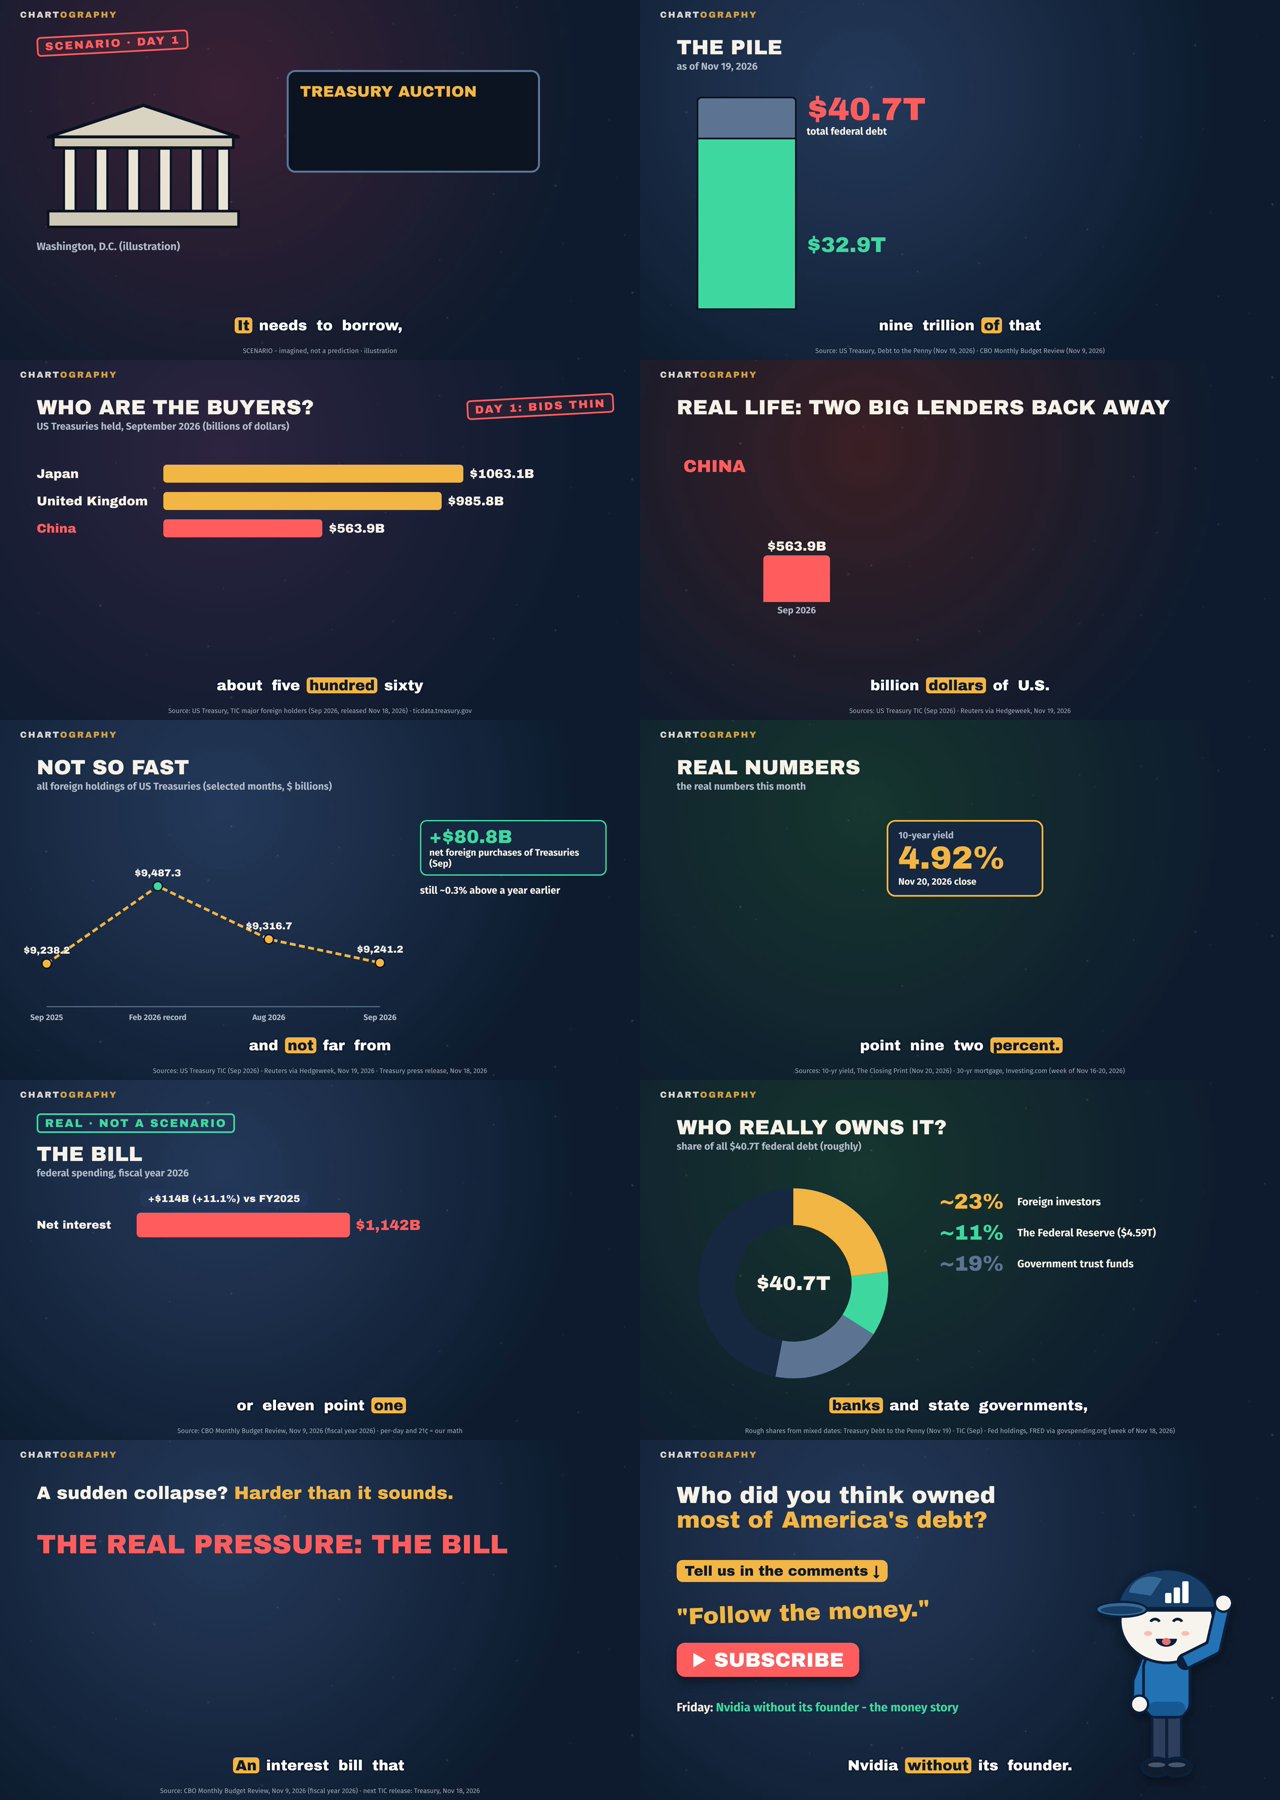 CHARTOGRAPHY
SCENARIO · DAY 1
TREASURY AUCTION
Washington, D.C. (illustration)
It needs to borrow,
SCENARIO - imagined, not a prediction · illustration
CHARTOGRAPHY
THE PILE
as of Nov 19, 2026
$40.7T
total federal debt
$32.9T
nine trillion of that
Source: US Treasury, Debt to the Penny (Nov 19, 2026) · CBO Monthly Budget Review (Nov 9, 2026)
CHARTOGRAPHY
WHO ARE THE BUYERS?
US Treasuries held, September 2026 (billions of dollars)
DAY 1: BIDS THIN
Japan $1063.1B
United Kingdom $985.8B
China $563.9B
about five hundred sixty
Source: US Treasury, TIC major foreign holders (Sep 2026, released Nov 18, 2026) · ticdata.treasury.gov
CHARTOGRAPHY
REAL LIFE: TWO BIG LENDERS BACK AWAY
CHINA
$563.9B
Sep 2026
billion dollars of U.S.
Sources: US Treasury TIC (Sep 2026) · Reuters via Hedgeweek, Nov 19, 2026
CHARTOGRAPHY
NOT SO FAST
all foreign holdings of US Treasuries (selected months, $ billions)
+$80.8B
net foreign purchases of Treasuries
(Sep)
still ~0.3% above a year earlier
$9,238.2
$9,487.3
$9,316.7
$9,241.2
Sep 2025
Feb 2026 record
Aug 2026
Sep 2026
and not far from
Sources: US Treasury TIC (Sep 2026) · Reuters via Hedgeweek, Nov 19, 2026 · Treasury press release, Nov 18, 2026
CHARTOGRAPHY
REAL NUMBERS
the real numbers this month
10-year yield
4.92%
Nov 20, 2026 close
point nine two percent.
Sources: 10-yr yield, The Closing Print (Nov 20, 2026) · 30-yr mortgage, Investing.com (week of Nov 16-20, 2026)
CHARTOGRAPHY
REAL · NOT A SCENARIO
THE BILL
federal spending, fiscal year 2026
+$114B (+11.1%) vs FY2025
Net interest $1,142B
or eleven point one
Source: CBO Monthly Budget Review, Nov 9, 2026 (fiscal year 2026) · per-day and 21¢ = our math
CHARTOGRAPHY
WHO REALLY OWNS IT?
share of all $40.7T federal debt (roughly)
$40.7T
~23% Foreign investors
~11% The Federal Reserve ($4.59T)
~19% Government trust funds
banks and state governments,
Rough shares from mixed dates: Treasury Debt to the Penny (Nov 19) · TIC (Sep) · Fed holdings, FRED via govspending.org (week of Nov 18, 2026)
CHARTOGRAPHY
A sudden collapse? Harder than it sounds.
THE REAL PRESSURE: THE BILL
An interest bill that
Source: CBO Monthly Budget Review, Nov 9, 2026 (fiscal year 2026) · next TIC release: Treasury, Nov 18, 2026
CHARTOGRAPHY
Who did you think owned
most of America's debt?
Tell us in the comments ↓
"Follow the money."
SUBSCRIBE
Friday: Nvidia without its founder - the money story
Nvidia without its founder.